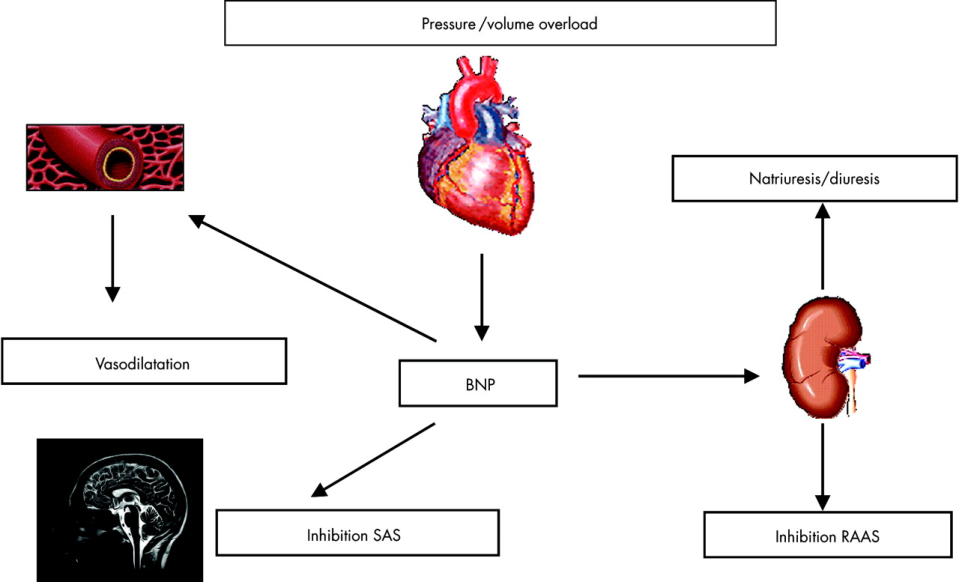 Pressure/volume overload
Natriuresis/diuresis
Vasodilatation
BNP
Inhibition SAS
Inhibition RAAS